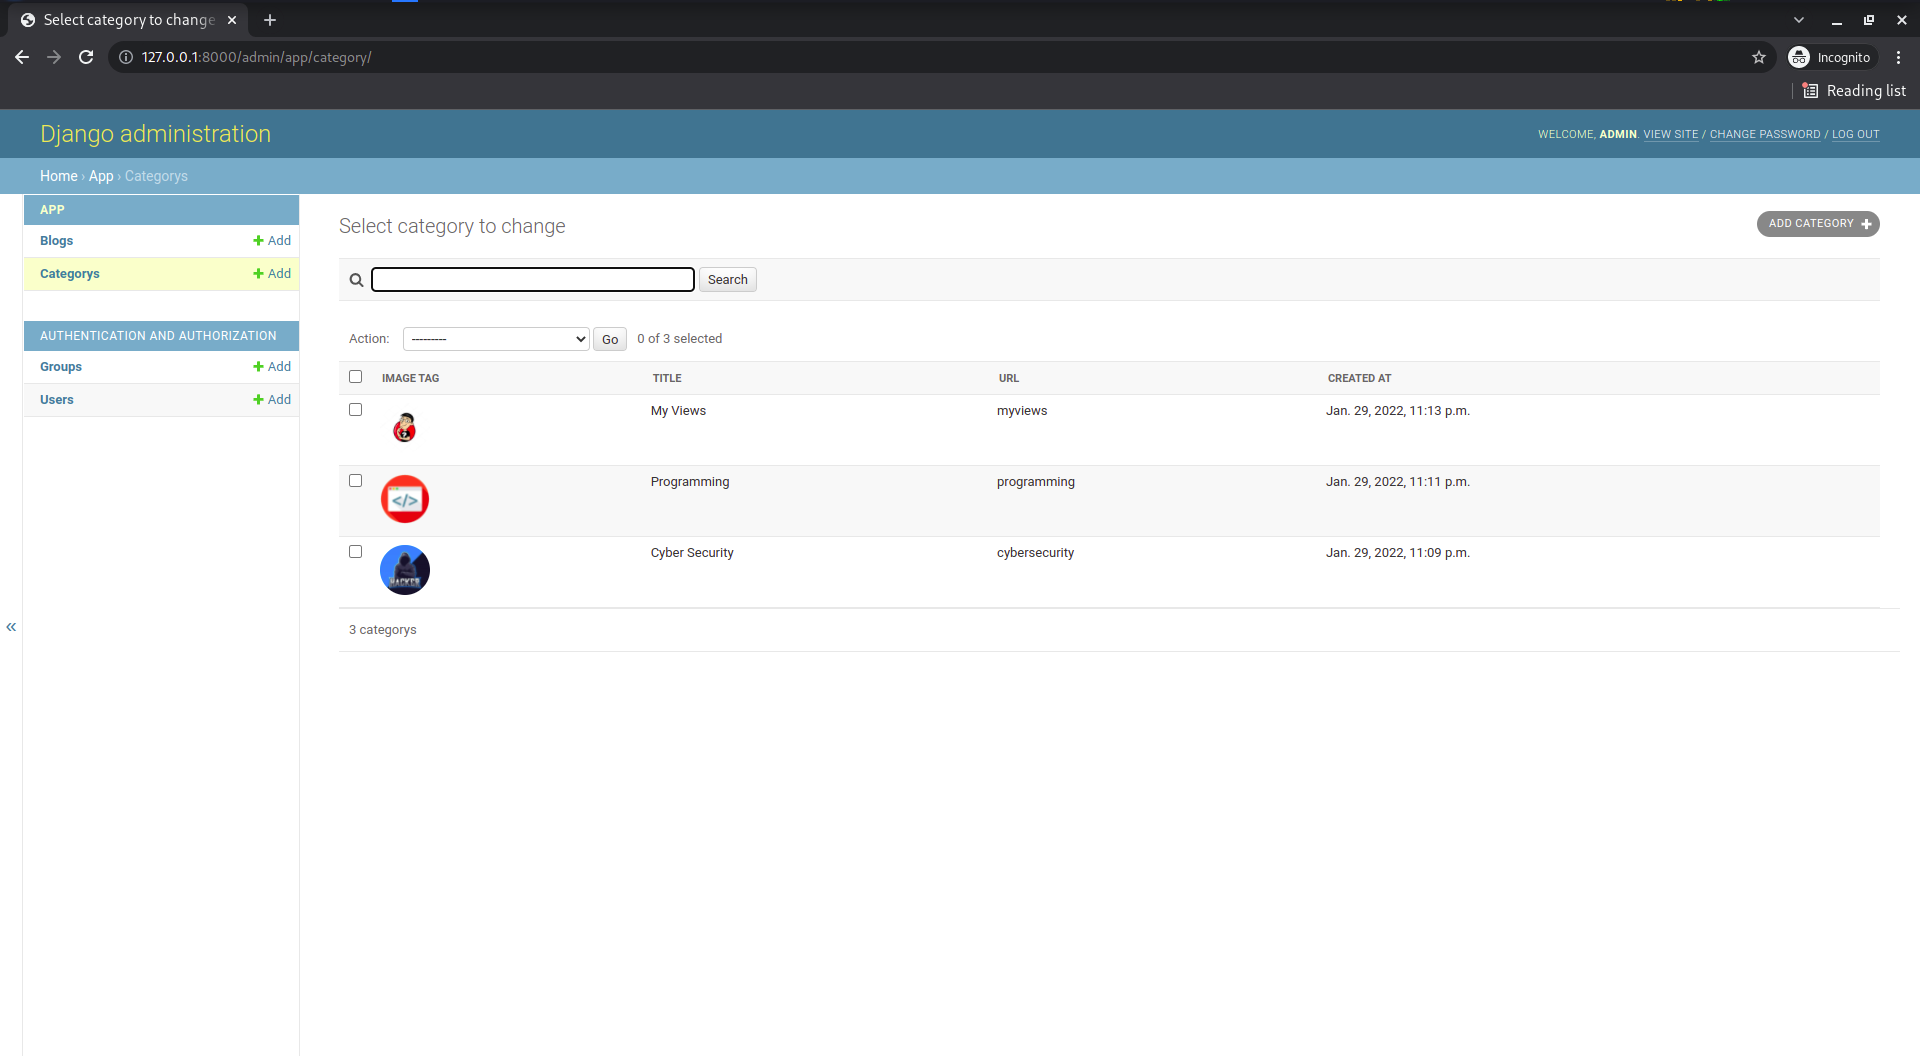 Select category to change
127.0.0.1:8000/admin/app/category/
Incognito
Reading list
Django administration
WELCOME, ADMIN. VIEW SITE / CHANGE PASSWORD / LOG OUT
Home › App › Categorys
APP
Blogs + Add
Categorys + Add
AUTHENTICATION AND AUTHORIZATION
Groups + Add
Users + Add
Select category to change
ADD CATEGORY +
Search
Action: --------- Go 0 of 3 selected
IMAGE TAG TITLE URL CREATED AT
My Views myviews Jan. 29, 2022, 11:13 p.m.
</> Programming programming Jan. 29, 2022, 11:11 p.m.
HACKER Cyber Security cybersecurity Jan. 29, 2022, 11:09 p.m.
3 categorys
«